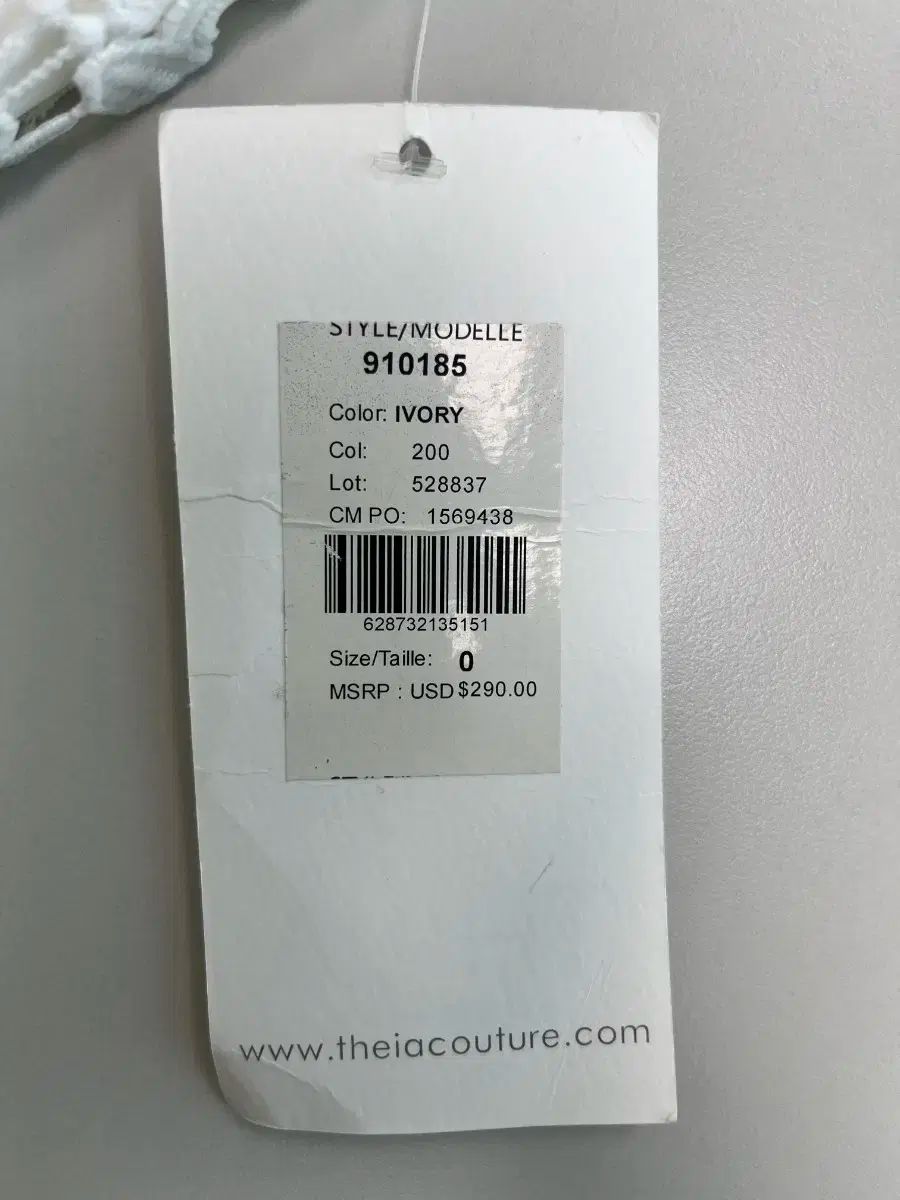 STYLE/MODELLE
910185
Color: IVORY
Col: 200
Lot: 528837
CM PO: 1569438
628732135151
Size/Taille: 0
MSRP : USD $290.00
www.theiacouture.com